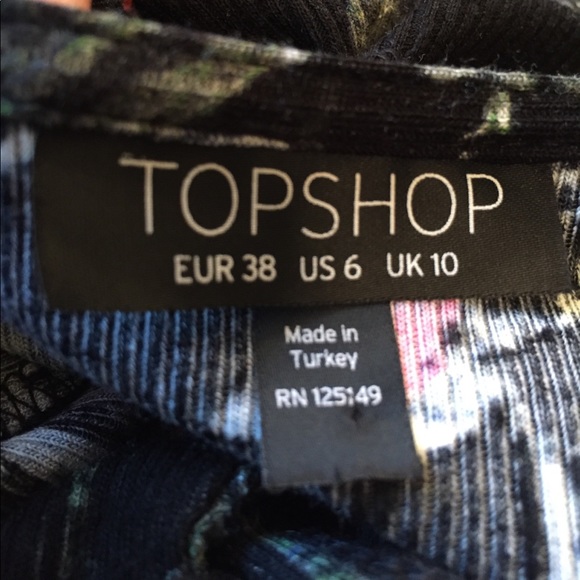 TOPSHOP
EUR 38 US 6 UK 10
Made in
Turkey
RN 125149